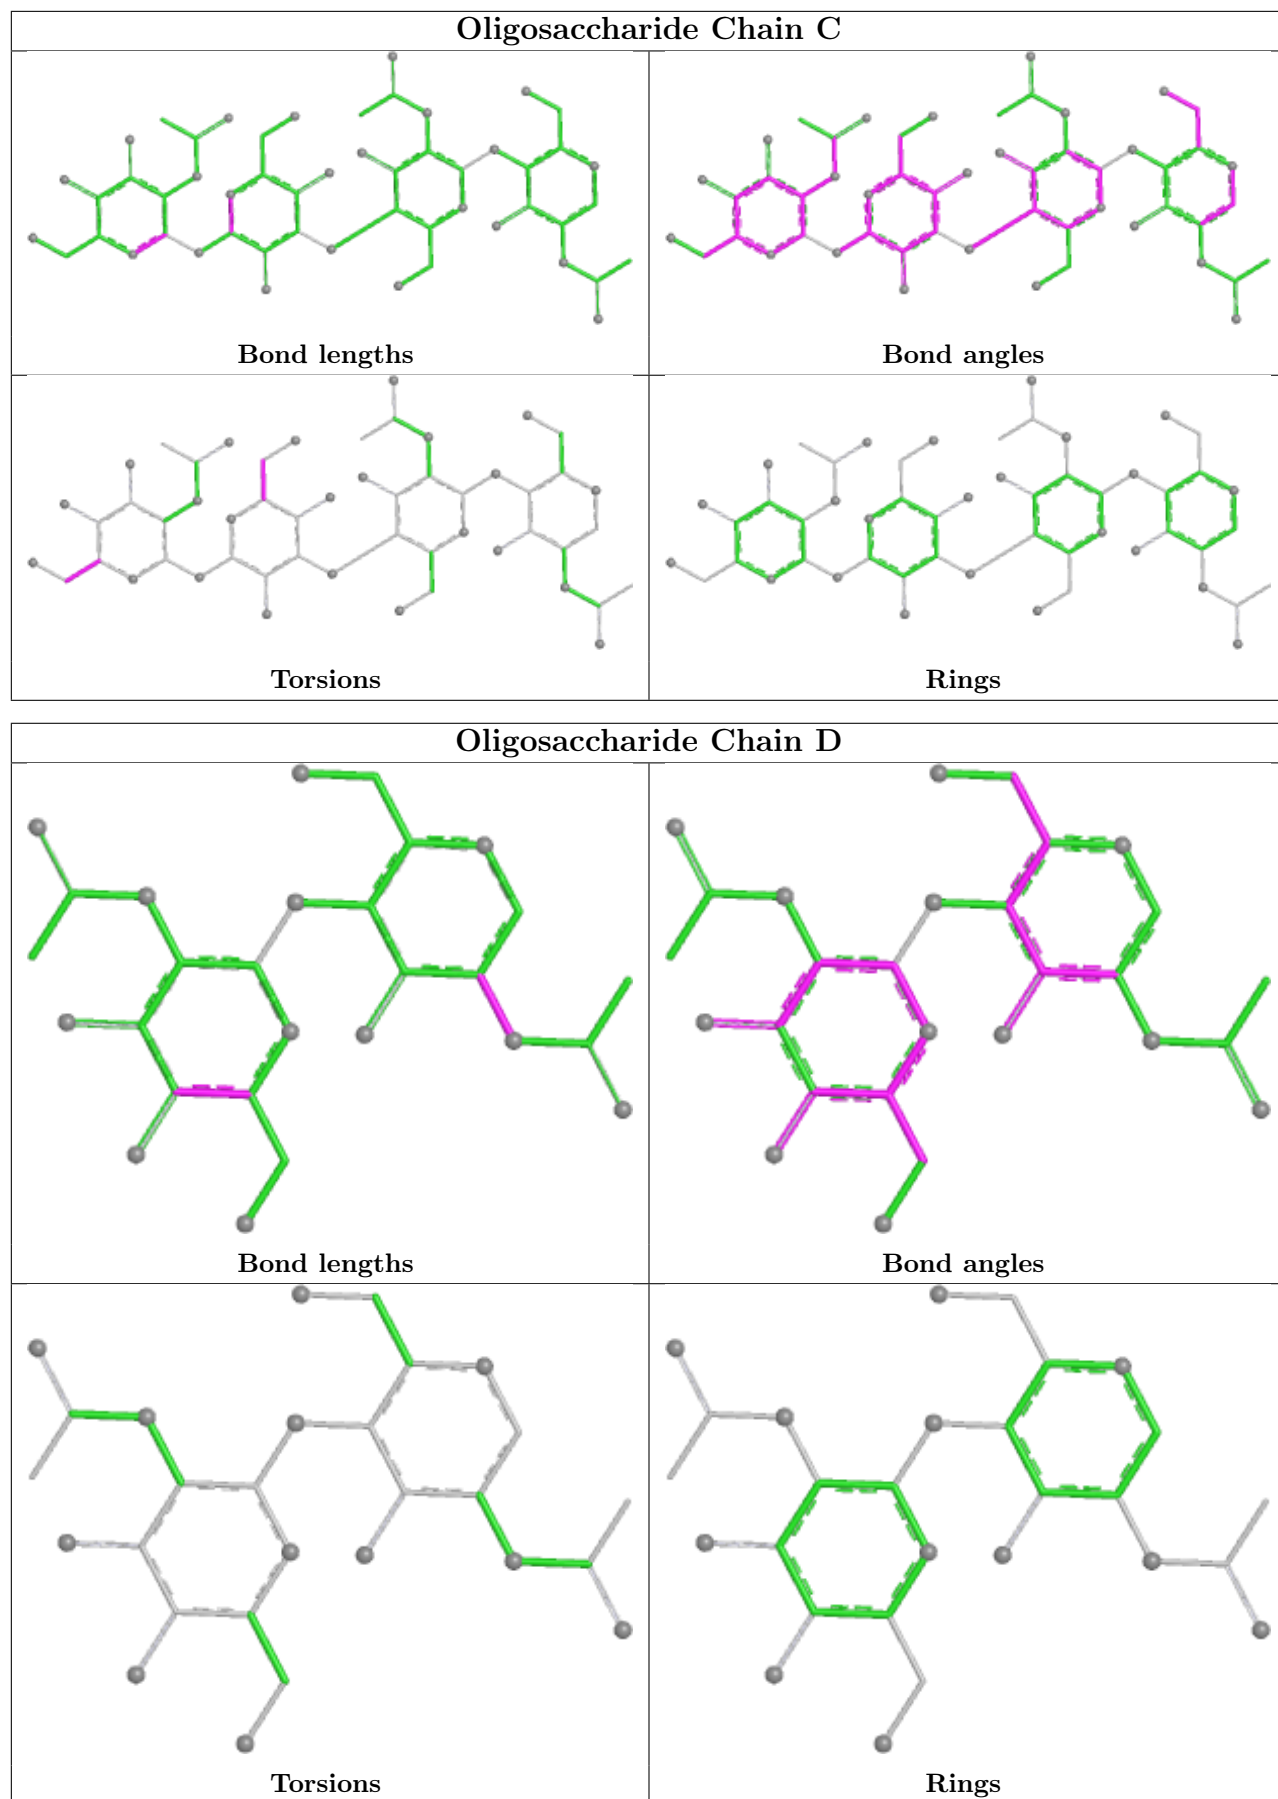 Oligosaccharide Chain C
Bond lengths
Bond angles
Torsions
Rings
Oligosaccharide Chain D
Bond lengths
Bond angles
Torsions
Rings